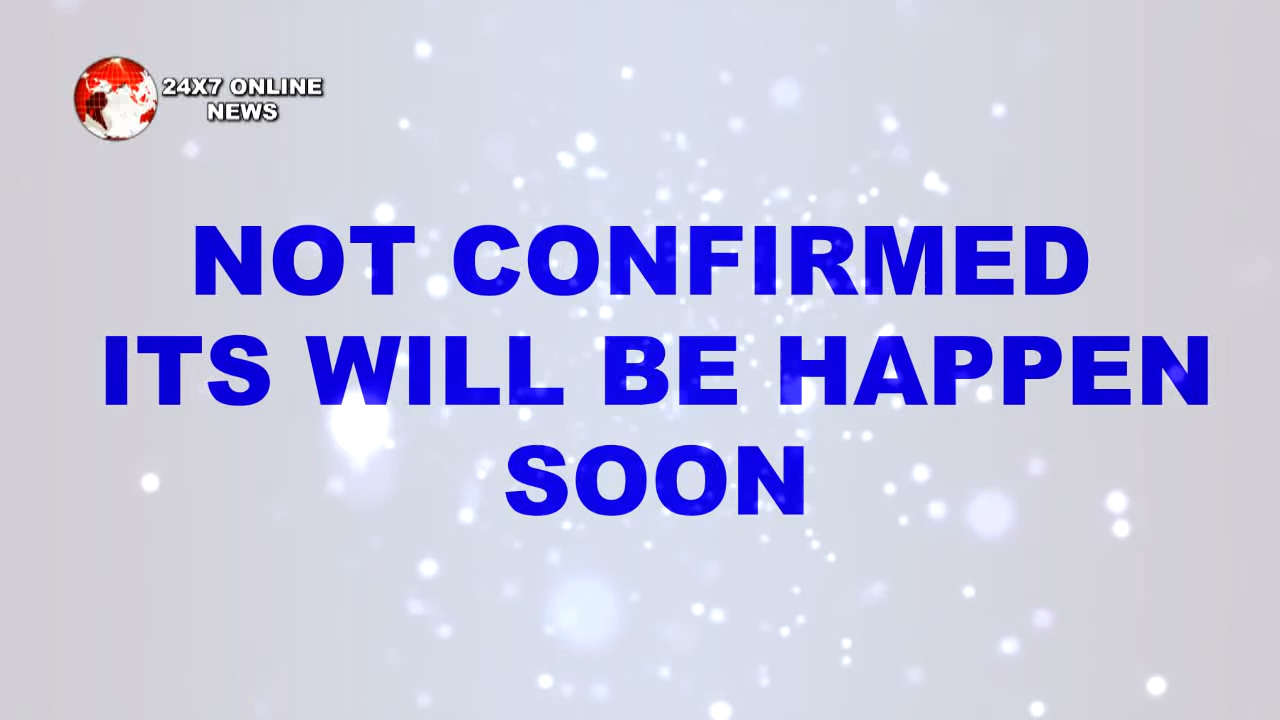 24X7 ONLINE
NEWS
NOT CONFIRMED
ITS WILL BE HAPPEN
SOON